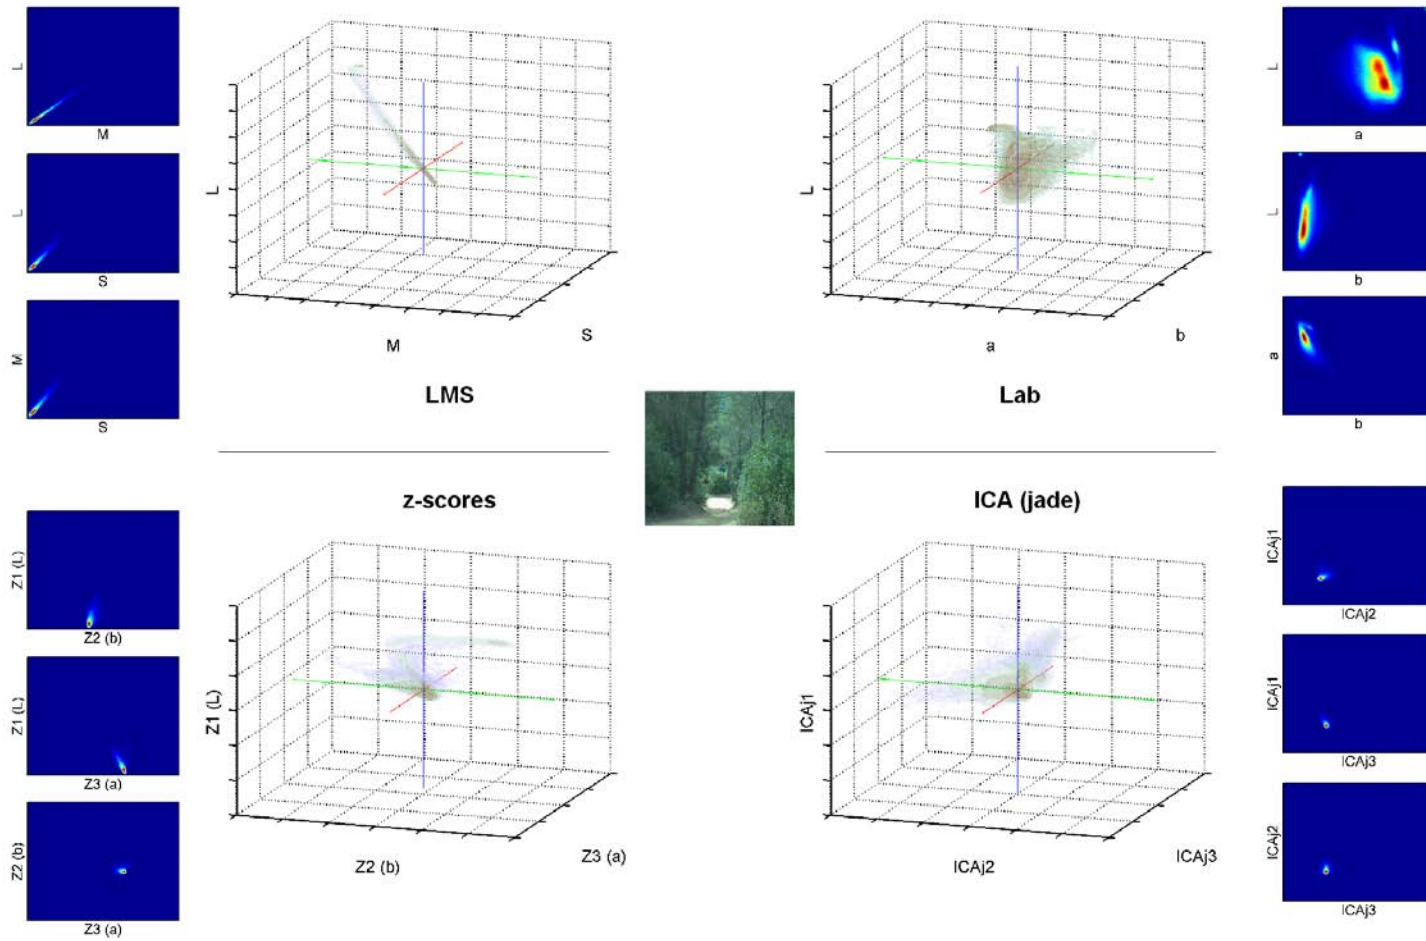 L
M
L
S
M
S
L
M
S
LMS
L
a
b
Lab
L
a
L
b
a
b
z-scores
Z1 (L)
Z2 (b)
Z1 (L)
Z3 (a)
Z2 (b)
Z3 (a)
Z1 (L)
Z2 (b)
Z3 (a)
ICA (jade)
ICAj1
ICAj2
ICAj3
ICAj1
ICAj2
ICAj1
ICAj3
ICAj2
ICAj3